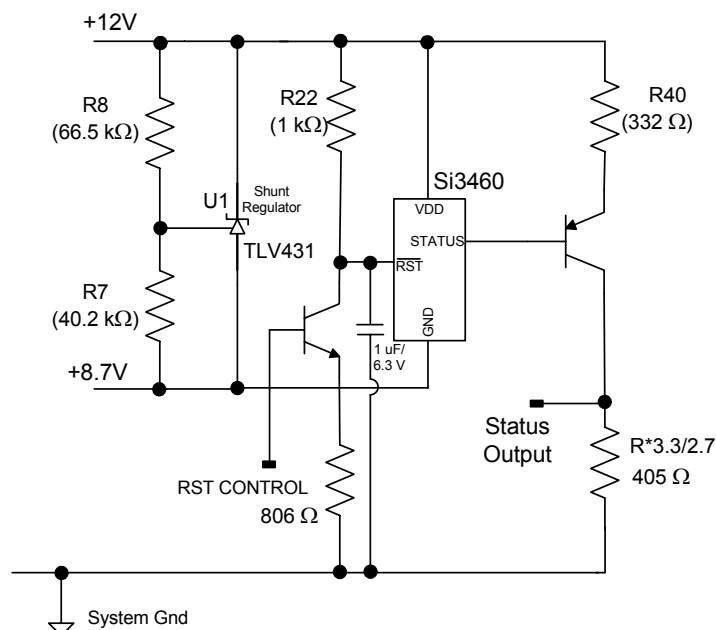 +12V
R8
(66.5 kΩ)
R22
(1 kΩ)
R40
(332 Ω)
Si3460
U1
Shunt
Regulator
TLV431
VDD
STATUS
RST
GND
R7
(40.2 kΩ)
1 uF/
6.3 V
+8.7V
Status
Output
R*3.3/2.7
405 Ω
RST CONTROL
806 Ω
System Gnd